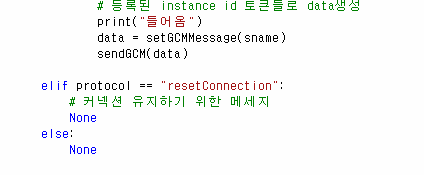 # 등록된 instance id 토큰들로 data생성
print("들어옴")
data = setGCMMessage(sname)
sendGCM(data)
elif protocol == "resetConnection":
# 커넥션 유지하기 위한 메세지
None
else:
None